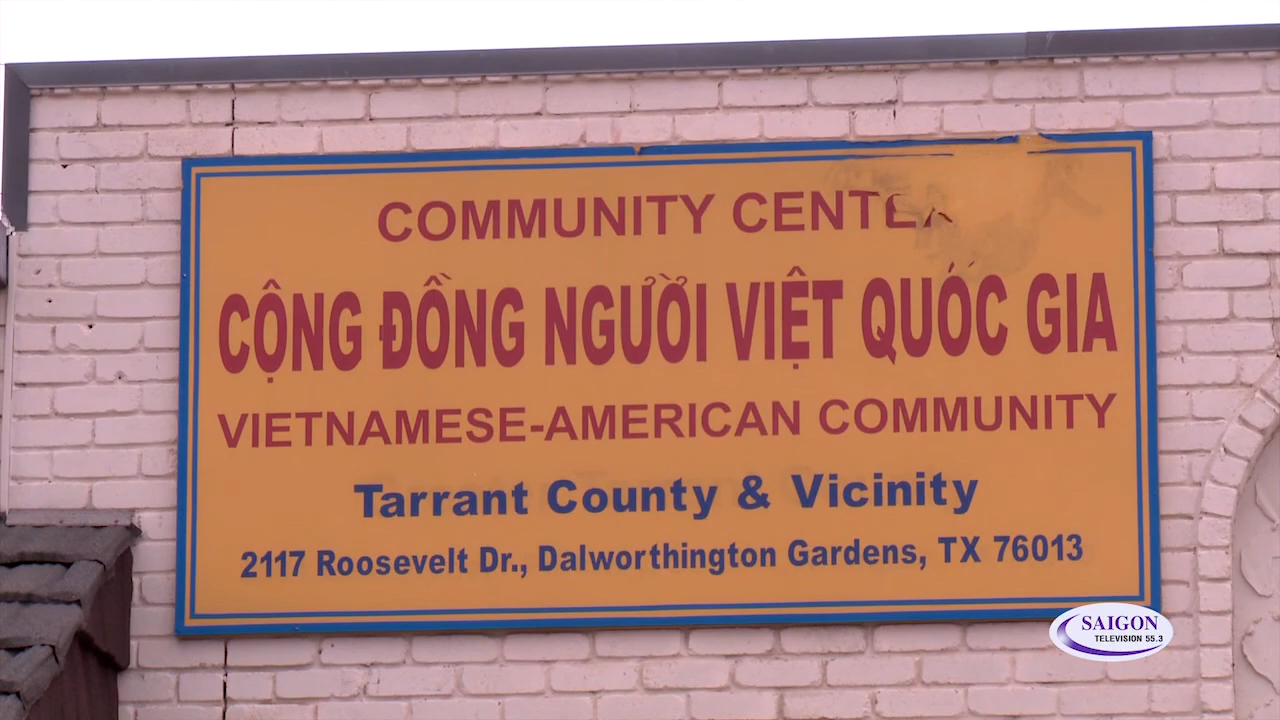 COMMUNITY CENTER
CỘNG ĐỒNG NGƯỜI VIỆT QUỐC GIA
VIETNAMESE-AMERICAN COMMUNITY
Tarrant County & Vicinity
2117 Roosevelt Dr., Dalworthington Gardens, TX 76013
SAIGON
TELEVISION 55.3